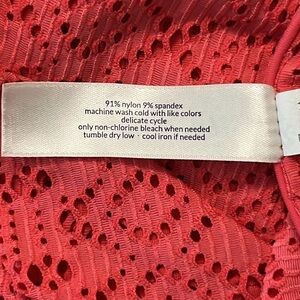 91% nylon 9% spandex
machine wash cold with like colors
delicate cycle
only non-chlorine bleach when needed
tumble dry low · cool iron if needed